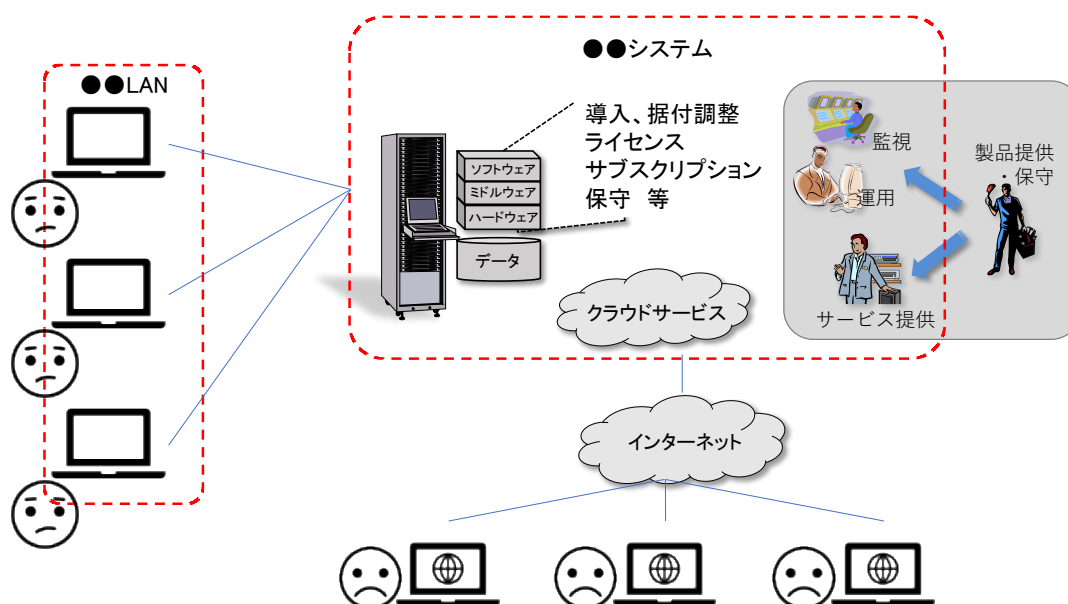 ●●システム
●●LAN
導入、据付調整
ライセンス
サブスクリプション
保守　等
ソフトウェア
ミドルウェア
ハードウェア
データ
監視
運用
製品提供
・保守
サービス提供
クラウドサービス
インターネット